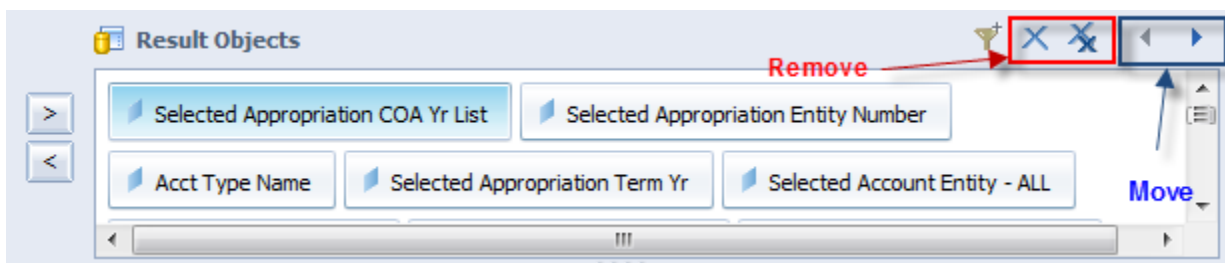 Result Objects
Remove
> Selected Appropriation COA Yr List Selected Appropriation Entity Number
<
Acct Type Name Selected Appropriation Term Yr Selected Account Entity - ALL
Move